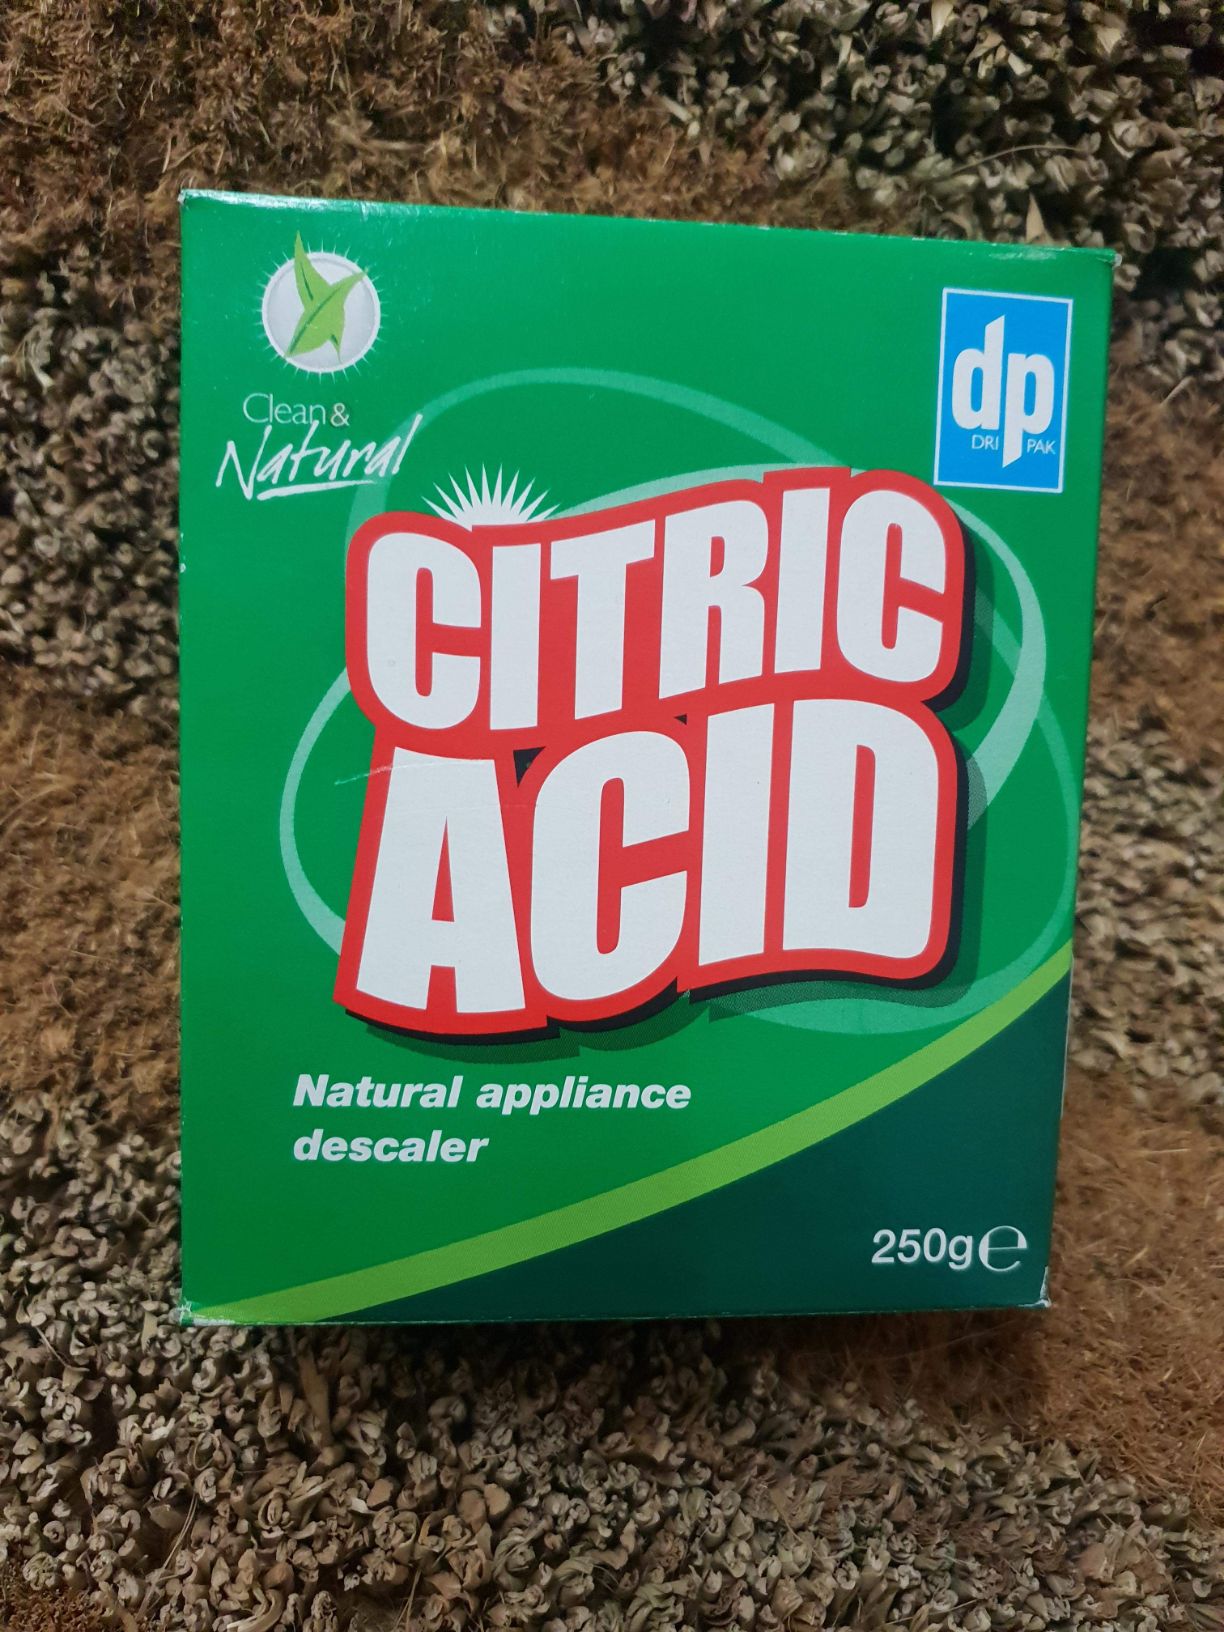 Clean &
Natural
dp
DRI PAK
CITRIC
ACID
Natural appliance
descaler
250g℮